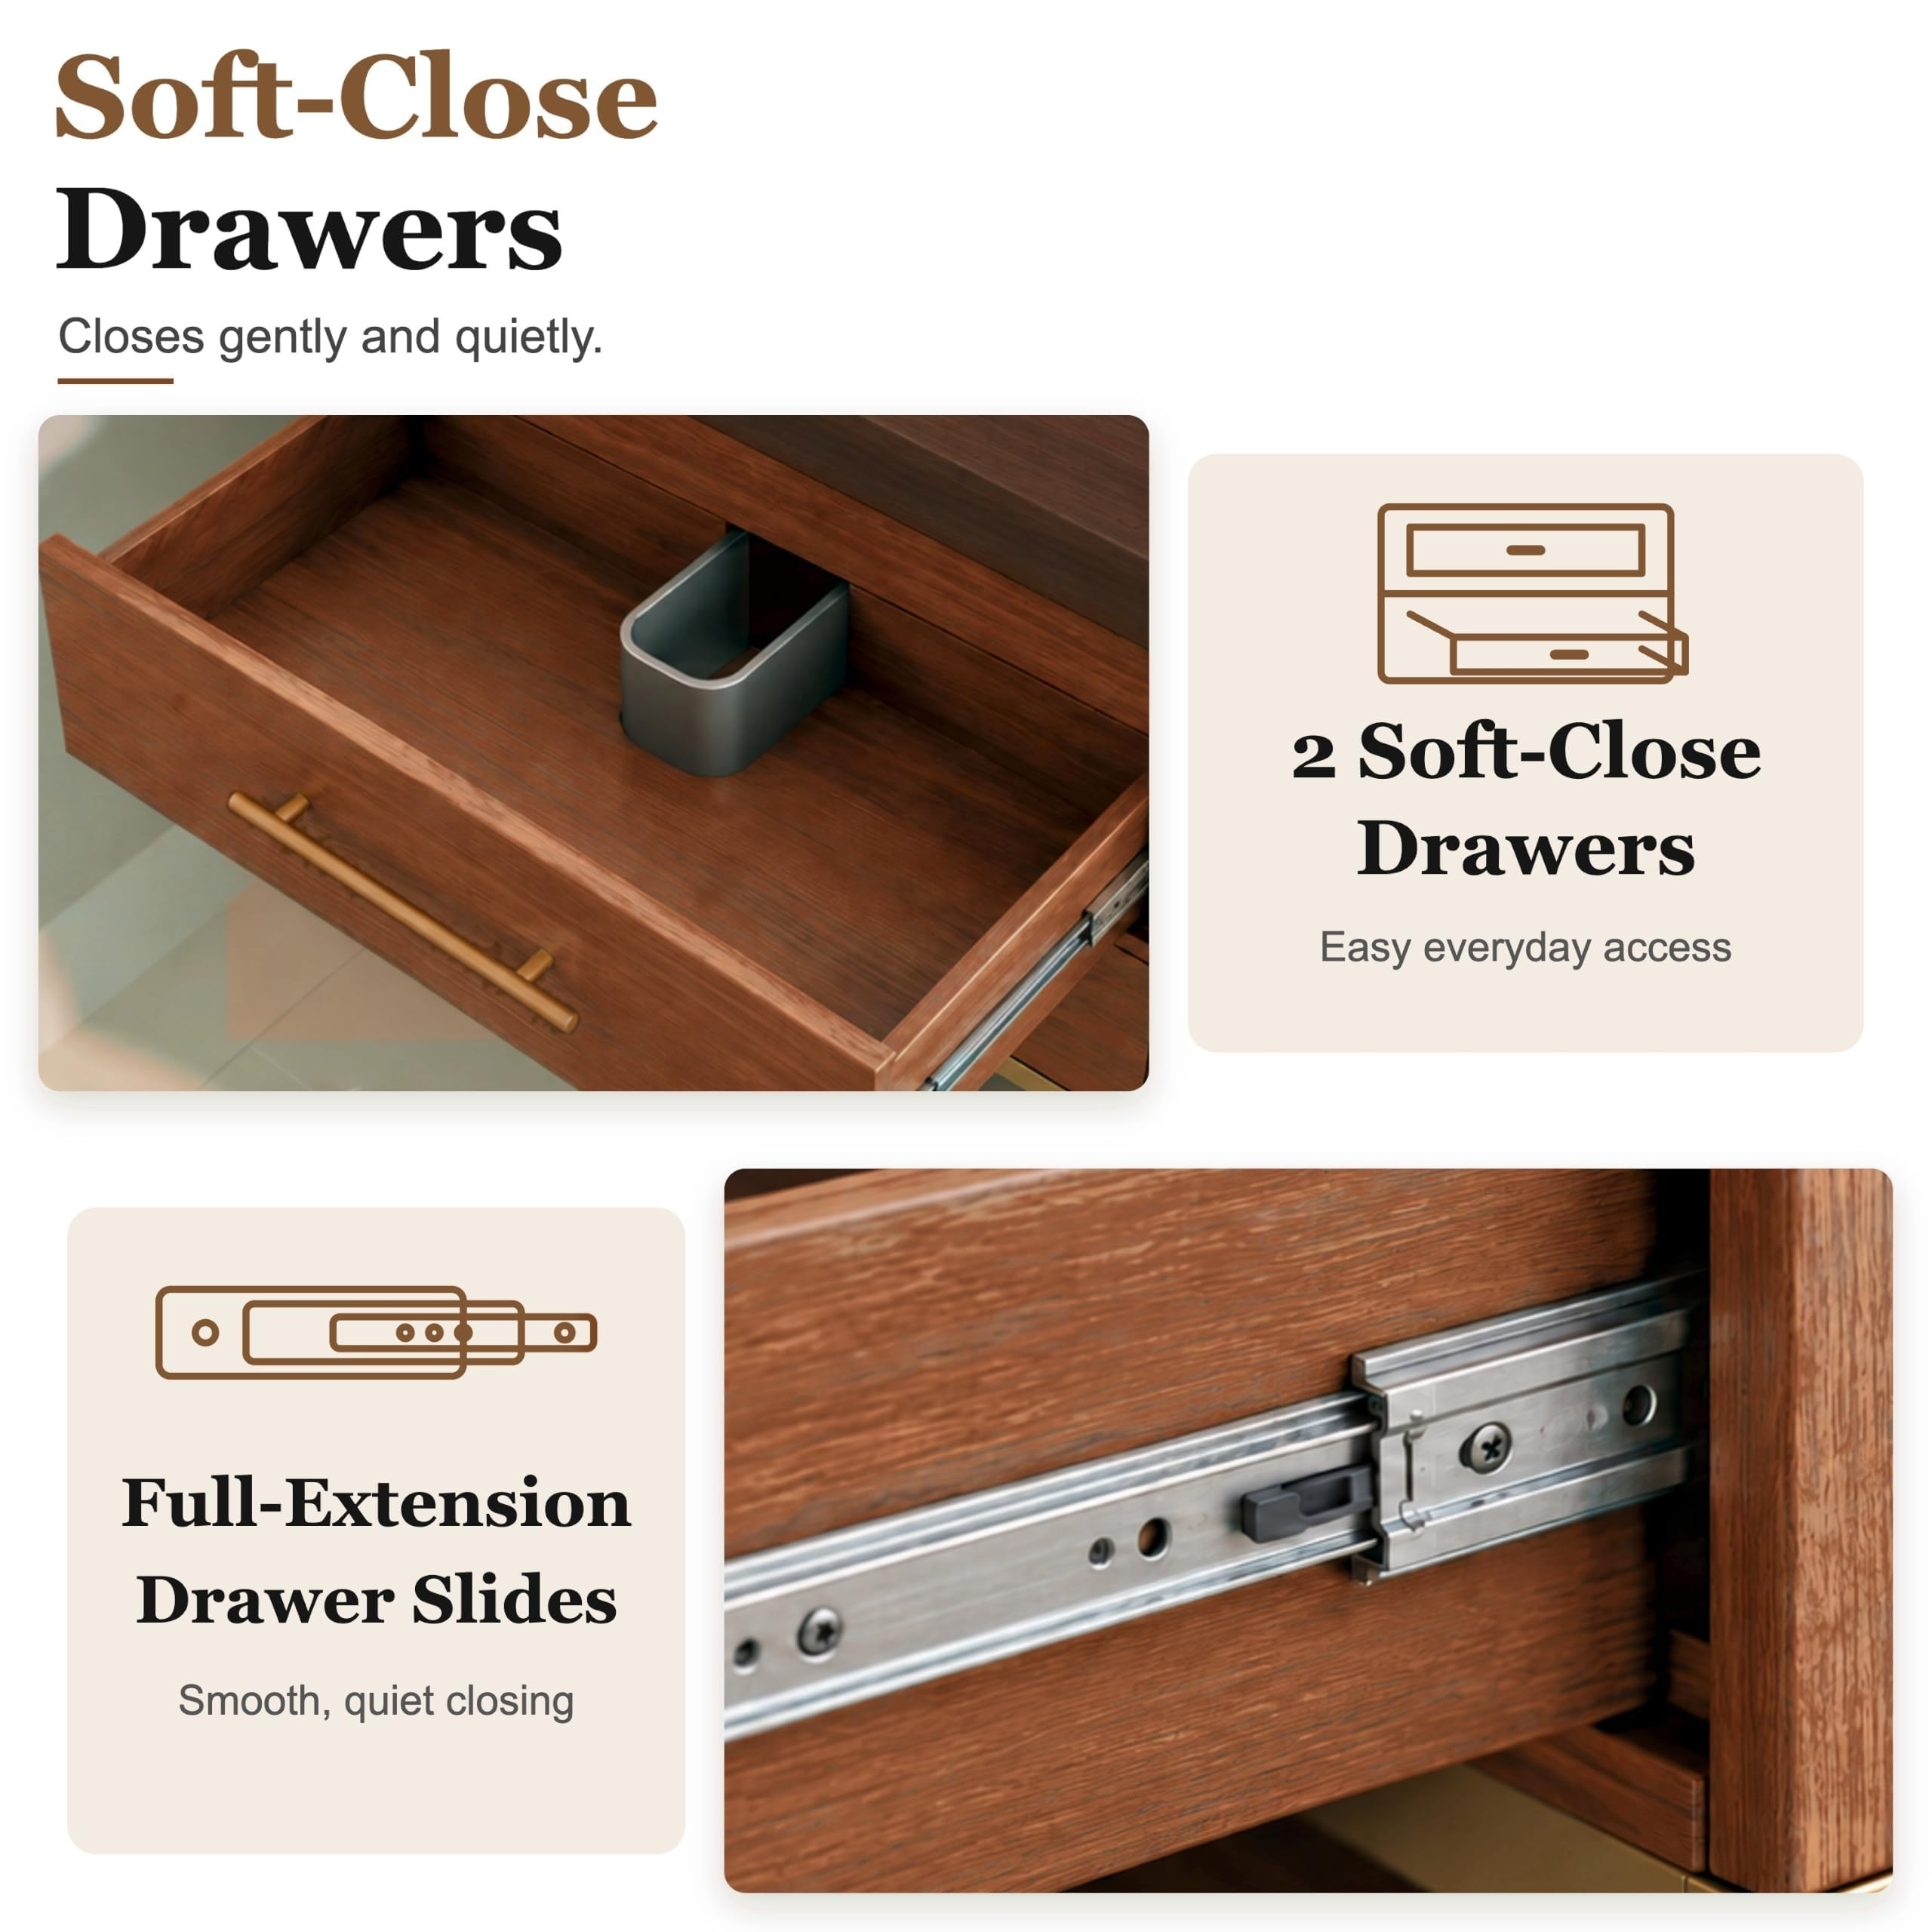 Soft-Close
Drawers
Closes gently and quietly.
2 Soft-Close
Drawers
Easy everyday access
Full-Extension
Drawer Slides
Smooth, quiet closing